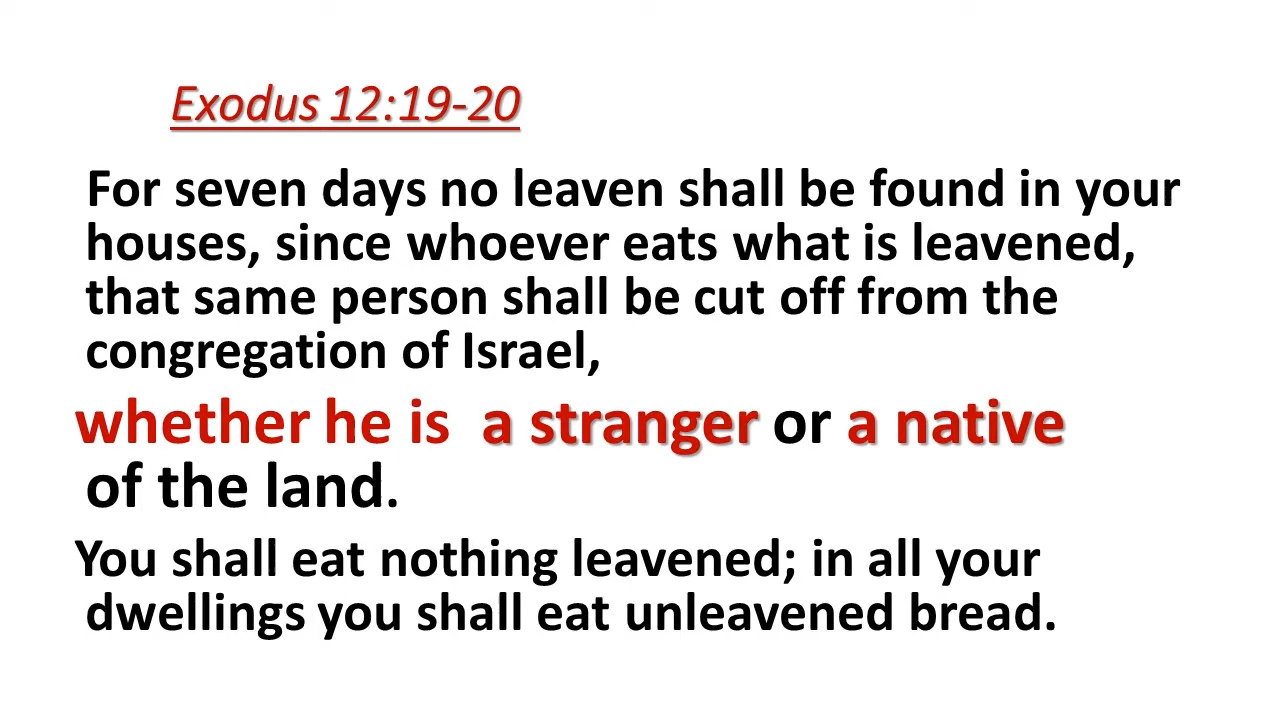 Exodus 12:19-20
For seven days no leaven shall be found in your
houses, since whoever eats what is leavened,
that same person shall be cut off from the
congregation of Israel,
whether he is  a stranger or a native
of the land.
You shall eat nothing leavened; in all your
dwellings you shall eat unleavened bread.